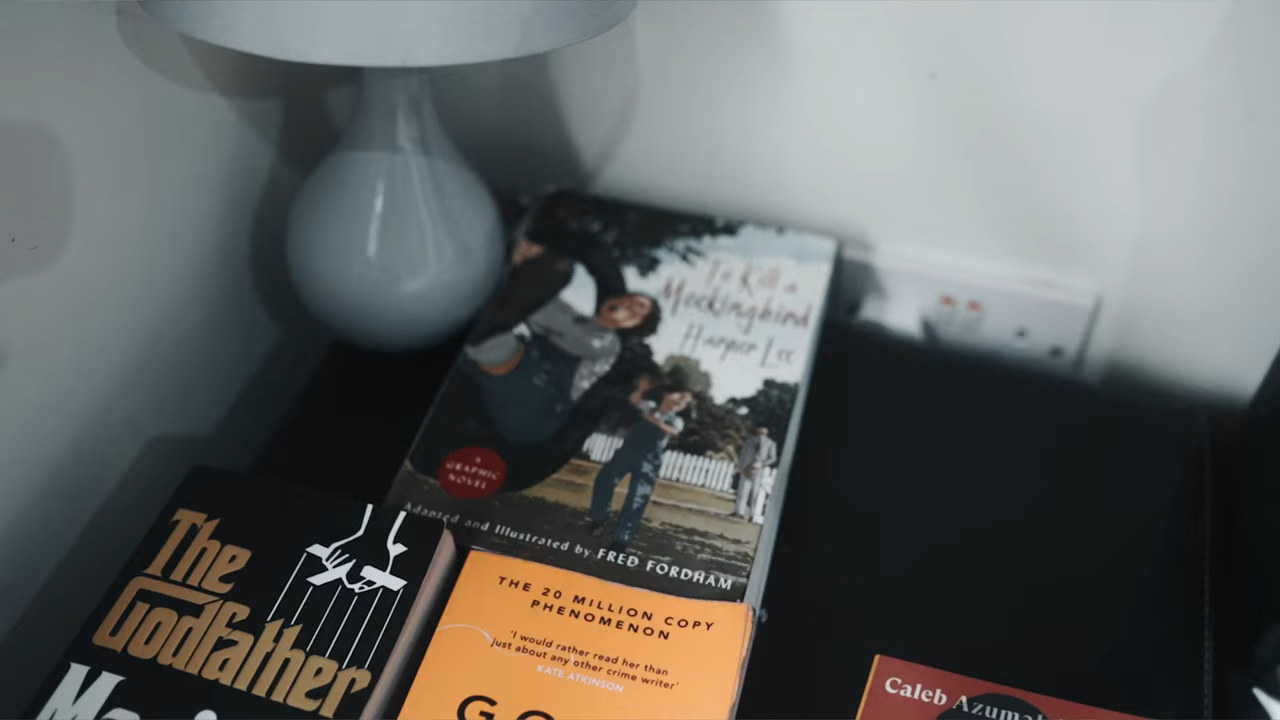 To Kill a
Mockingbird
Harper Lee
A
GRAPHIC
NOVEL
Adapted and Illustrated by FRED FORDHAM
The
Godfather
THE 20 MILLION COPY
PHENOMENON
'I would rather read her than
just about any other crime writer'
KATE ATKINSON
Caleb Azumah